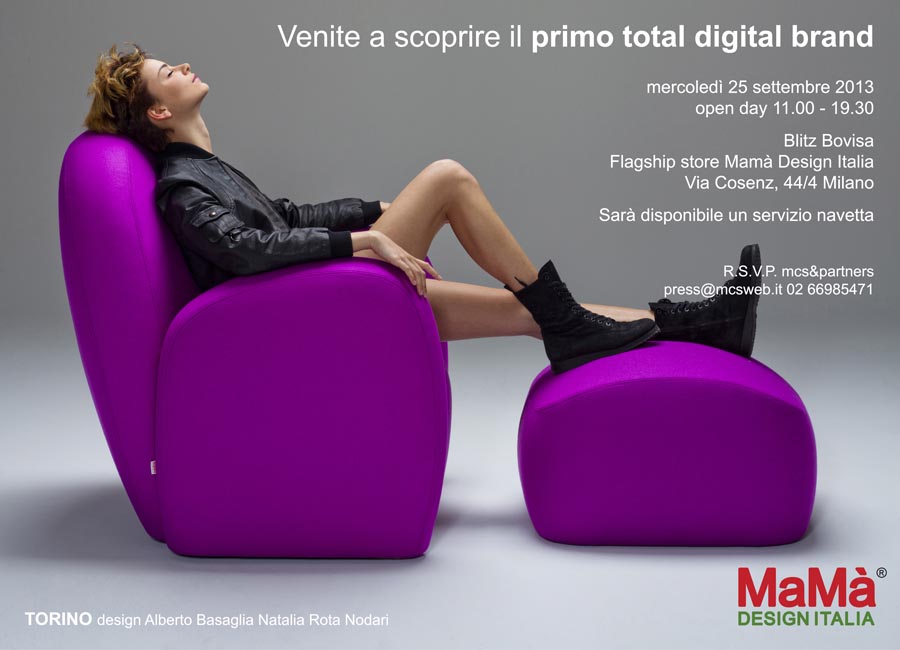 Venite a scoprire il primo total digital brand
mercoledì 25 settembre 2013
open day 11.00 - 19.30
Blitz Bovisa
Flagship store Mamà Design Italia
Via Cosenz, 44/4 Milano
Sarà disponibile un servizio navetta
R.S.V.P. mcs&partners
press@mcsweb.it 02 66985471
MaMà®
DESIGN ITALIA
TORINO design Alberto Basaglia Natalia Rota Nodari